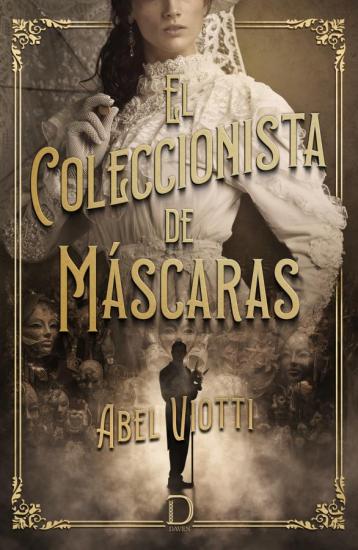 El
Coleccionista
de
Máscaras
Abel Viotti
D
DAVEN